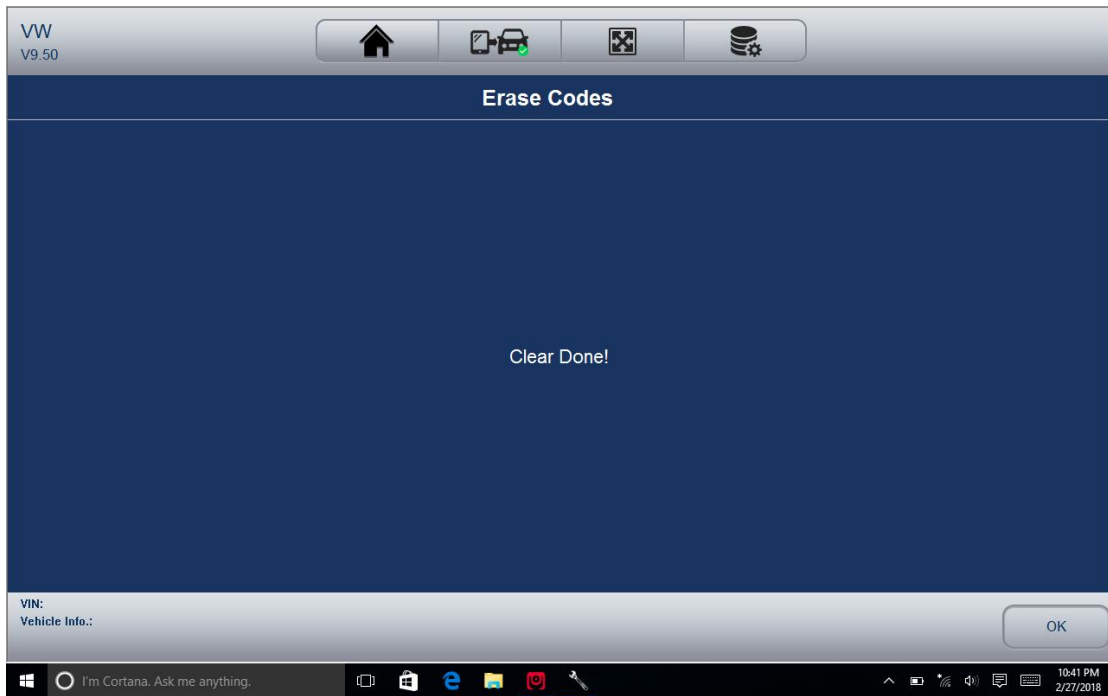 VW
V9.50
Erase Codes
Clear Done!
VIN:
Vehicle Info.:
OK
I'm Cortana. Ask me anything.
10:41 PM
2/27/2018